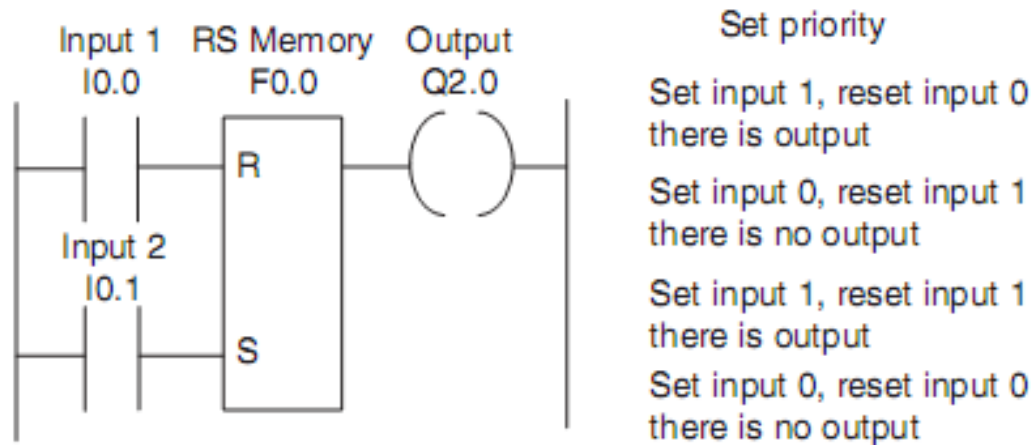 Input 1 RS Memory Output
I0.0 F0.0 Q2.0
R
Input 2
I0.1
S
Set priority
Set input 1, reset input 0
there is output
Set input 0, reset input 1
there is no output
Set input 1, reset input 1
there is output
Set input 0, reset input 0
there is no output